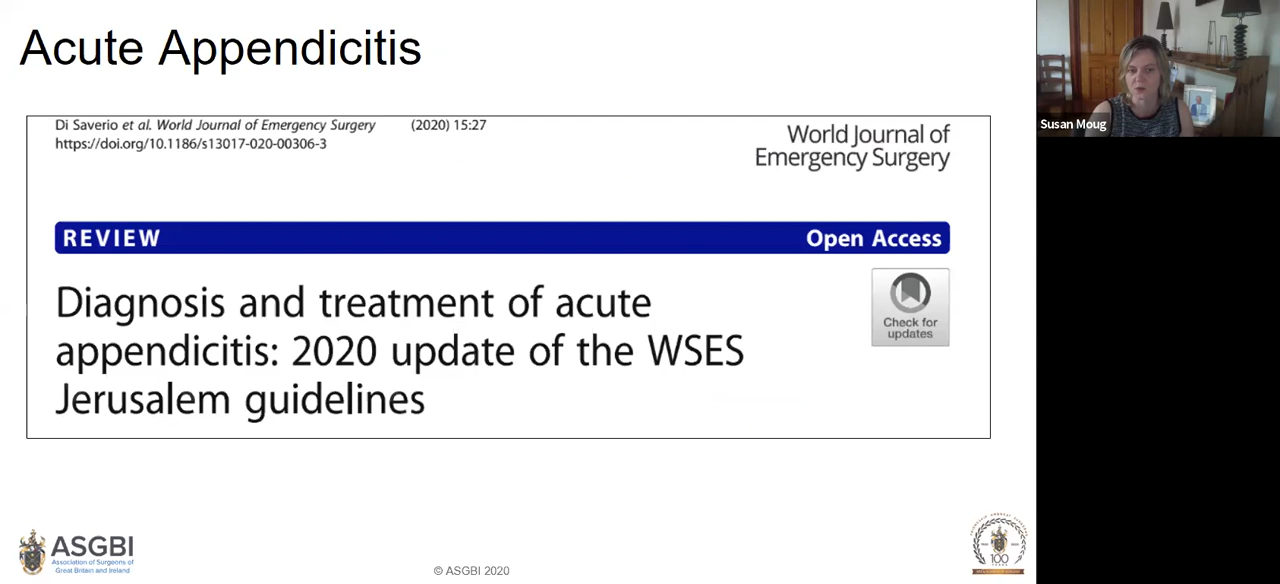 Acute Appendicitis
Di Saverio et al. World Journal of Emergency Surgery (2020) 15:27
https://doi.org/10.1186/s13017-020-00306-3
World Journal of
Emergency Surgery
REVIEW Open Access
Diagnosis and treatment of acute
appendicitis: 2020 update of the WSES
Jerusalem guidelines
Check for
updates
Susan Moug
ASGBI
Association of Surgeons of
Great Britain and Ireland
© ASGBI 2020
100